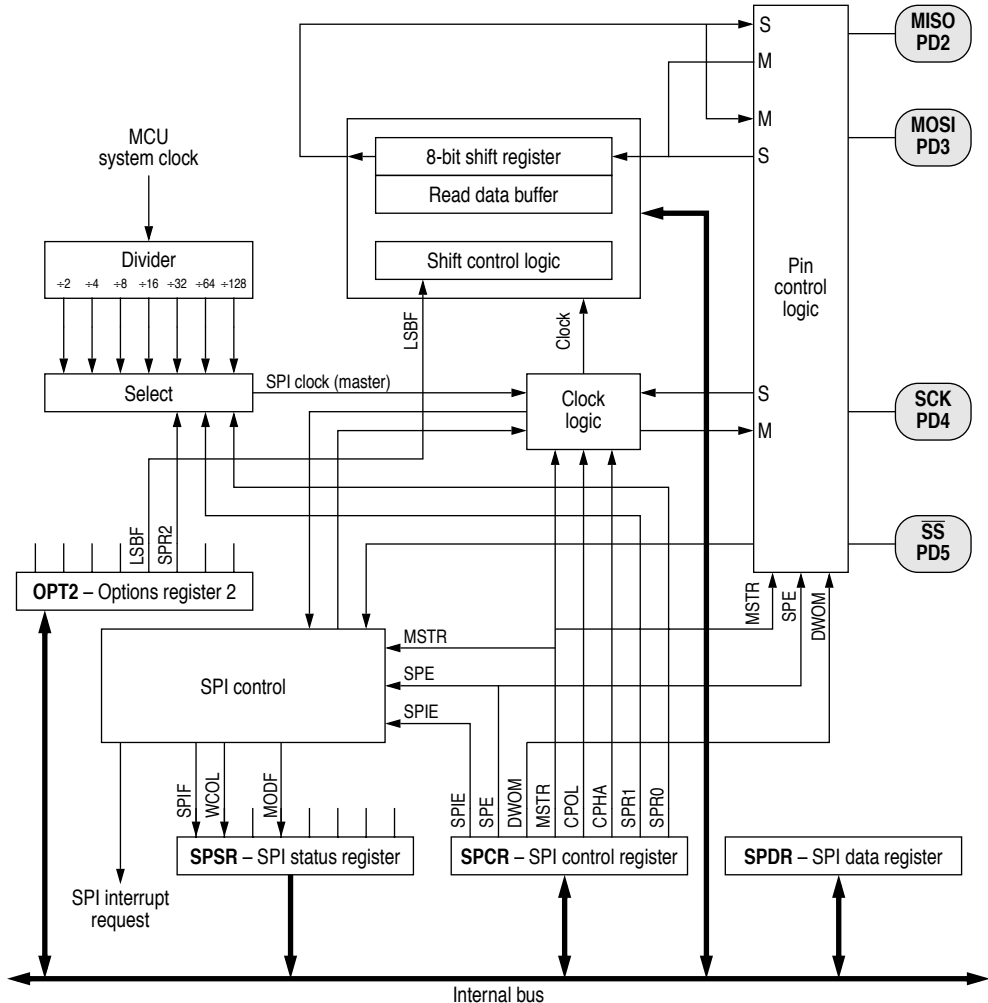 MISO
PD2
MOSI
PD3
SCK
PD4
SS
PD5
S
M
M
S
S
M
Pin
control
logic
8-bit shift register
Read data buffer
Shift control logic
MCU
system clock
Divider
÷2 ÷4 ÷8 ÷16 ÷32 ÷64 ÷128
Select
SPI clock (master)
LSBF
Clock
Clock
logic
LSBF
SPR2
OPT2 – Options register 2
MSTR
SPE
DWOM
SPI control
MSTR
SPE
SPIE
SPIF
WCOL
MODF
SPIE
SPE
DWOM
MSTR
CPOL
CPHA
SPR1
SPR0
SPSR – SPI status register
SPCR – SPI control register
SPDR – SPI data register
SPI interrupt
request
Internal bus